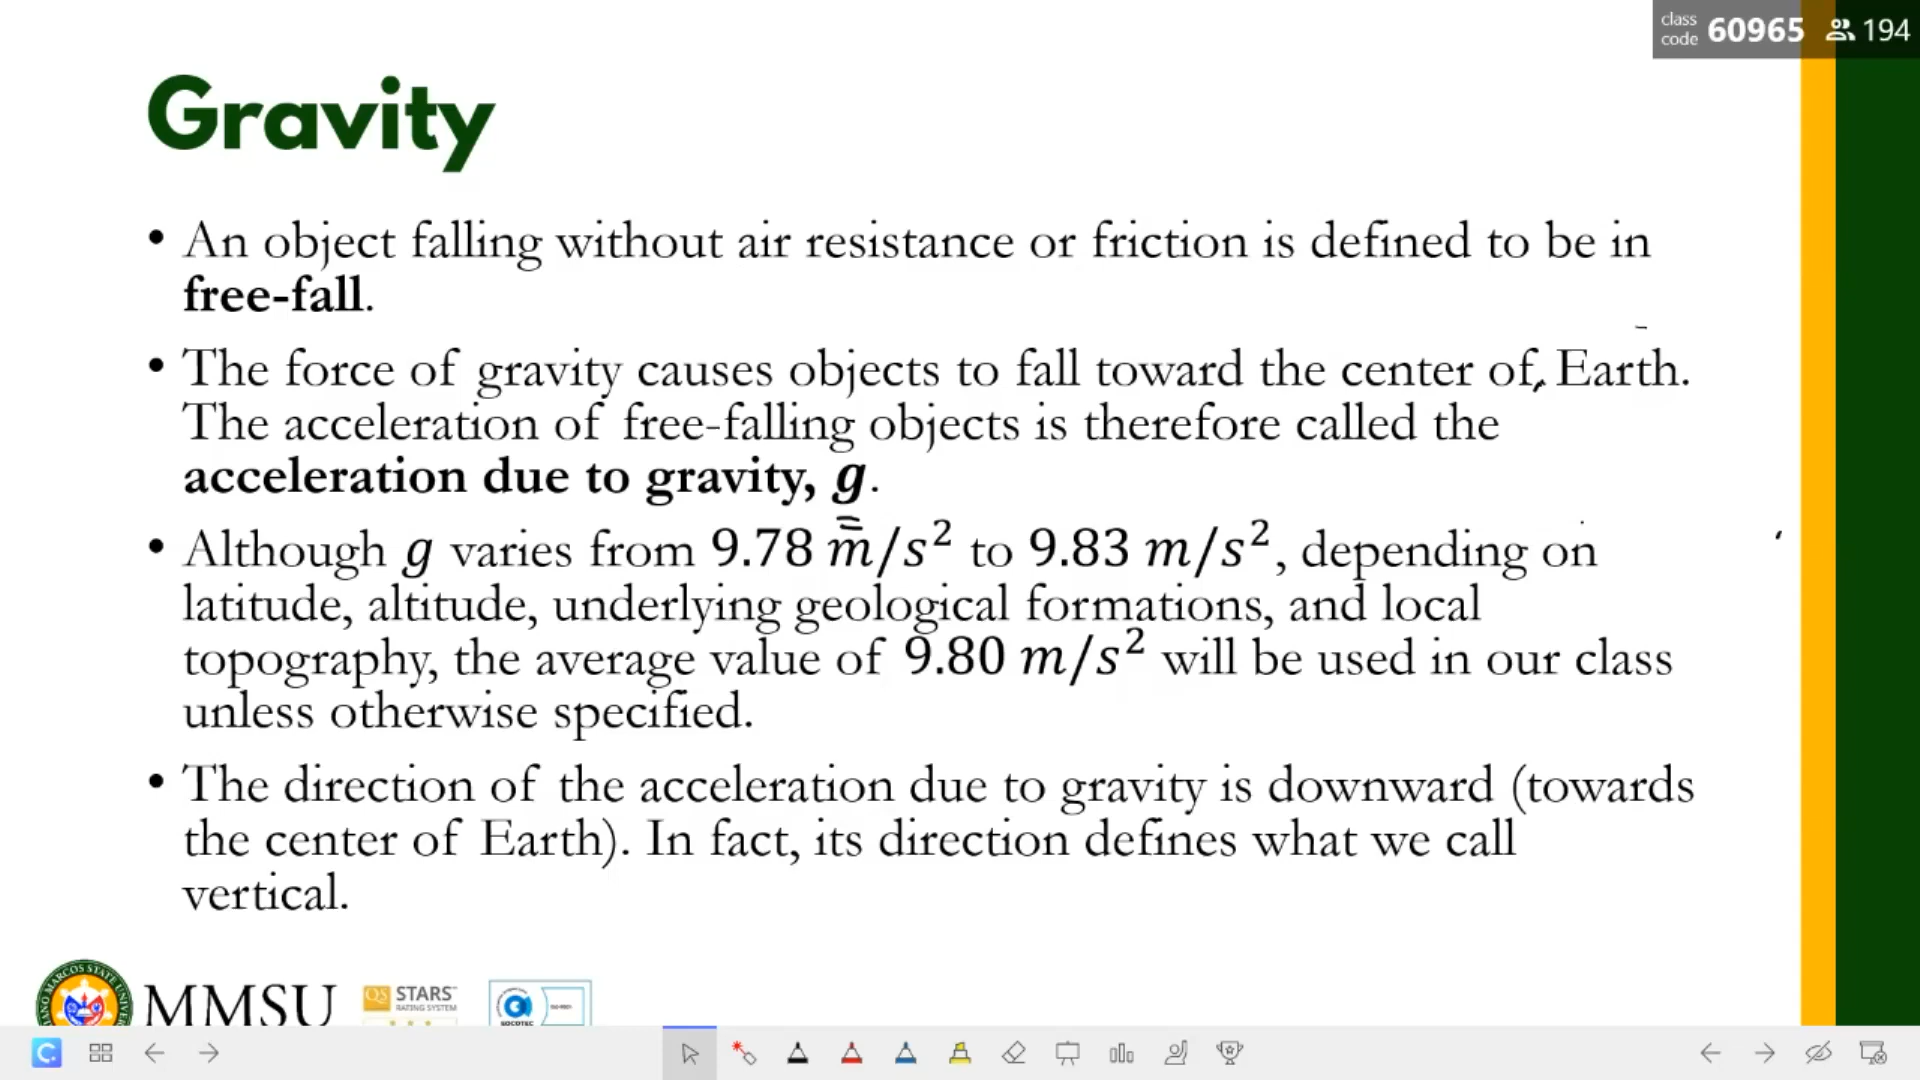 class code 60965 194
Gravity
• An object falling without air resistance or friction is defined to be in
free-fall.
• The force of gravity causes objects to fall toward the center of Earth.
The acceleration of free-falling objects is therefore called the
acceleration due to gravity, g.
• Although g varies from 9.78 m/s² to 9.83 m/s², depending on
latitude, altitude, underlying geological formations, and local
topography, the average value of 9.80 m/s² will be used in our class
unless otherwise specified.
• The direction of the acceleration due to gravity is downward (towards
the center of Earth). In fact, its direction defines what we call
vertical.
MMSU QS STARS™
RATING SYSTEM
SOCOTEC